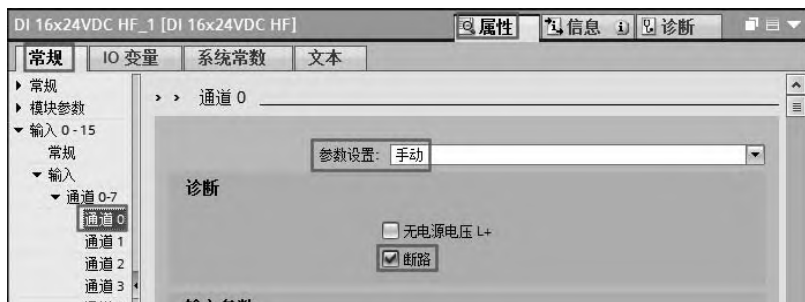 DI 16x24VDC HF_1 [DI 16x24VDC HF]
属性 信息 诊断
常规 IO 变量 系统常数 文本
常规
模块参数
输入 0 - 15
常规
输入
通道 0-7
通道 0
通道 1
通道 2
通道 3
› › 通道 0
参数设置: 手动
诊断
无电源电压 L+
断路